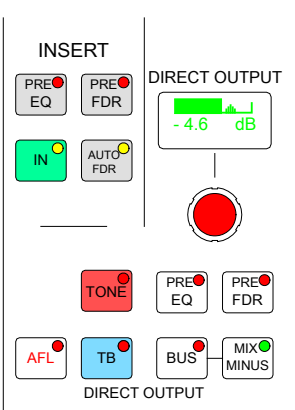 INSERT
PRE
EQ
PRE
FDR
DIRECT OUTPUT
- 4.6 dB
IN
AUTO
FDR
TONE
PRE
EQ
PRE
FDR
AFL
TB
BUS
MIX
MINUS
DIRECT OUTPUT